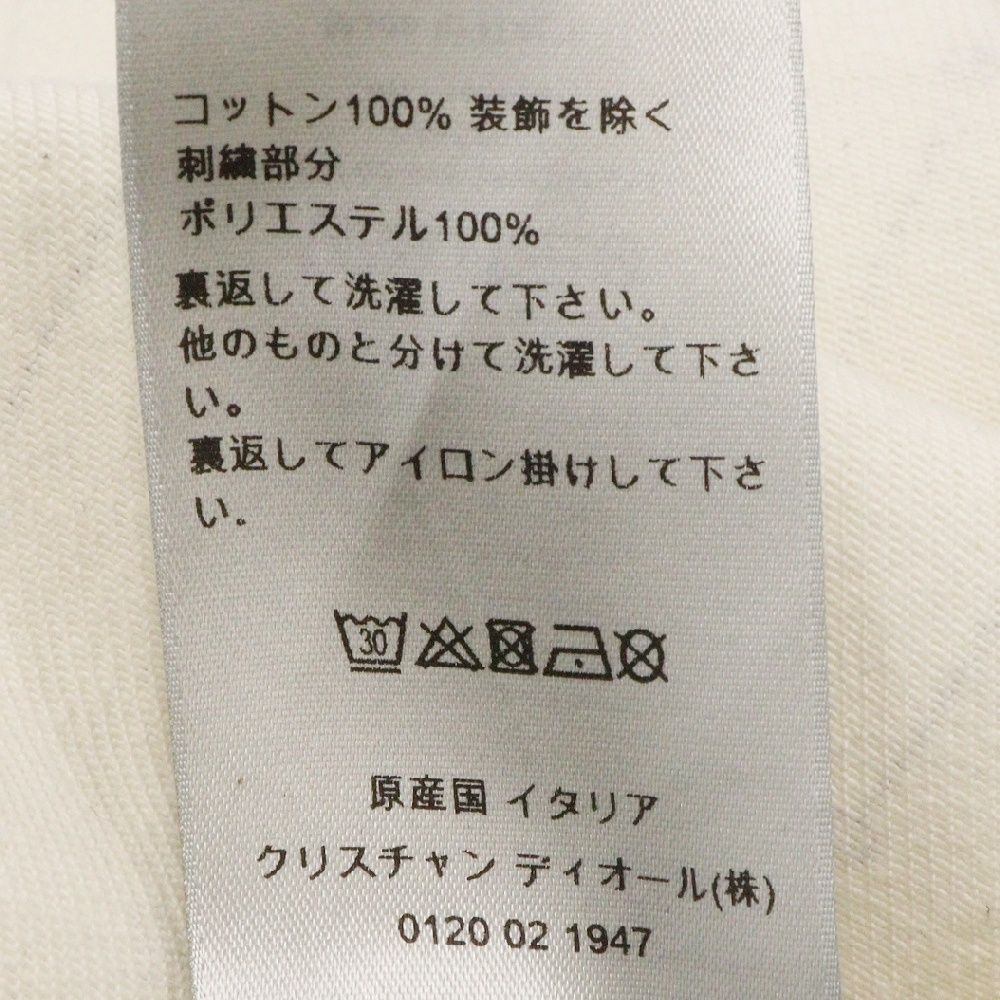 コットン100% 装飾を除く
刺繍部分
ポリエステル100%
裏返して洗濯して下さい。
他のものと分けて洗濯して下さ
い。
裏返してアイロン掛けして下さ
い.
30
原産国 イタリア
クリスチャン ディオール(株)
0120 02 1947